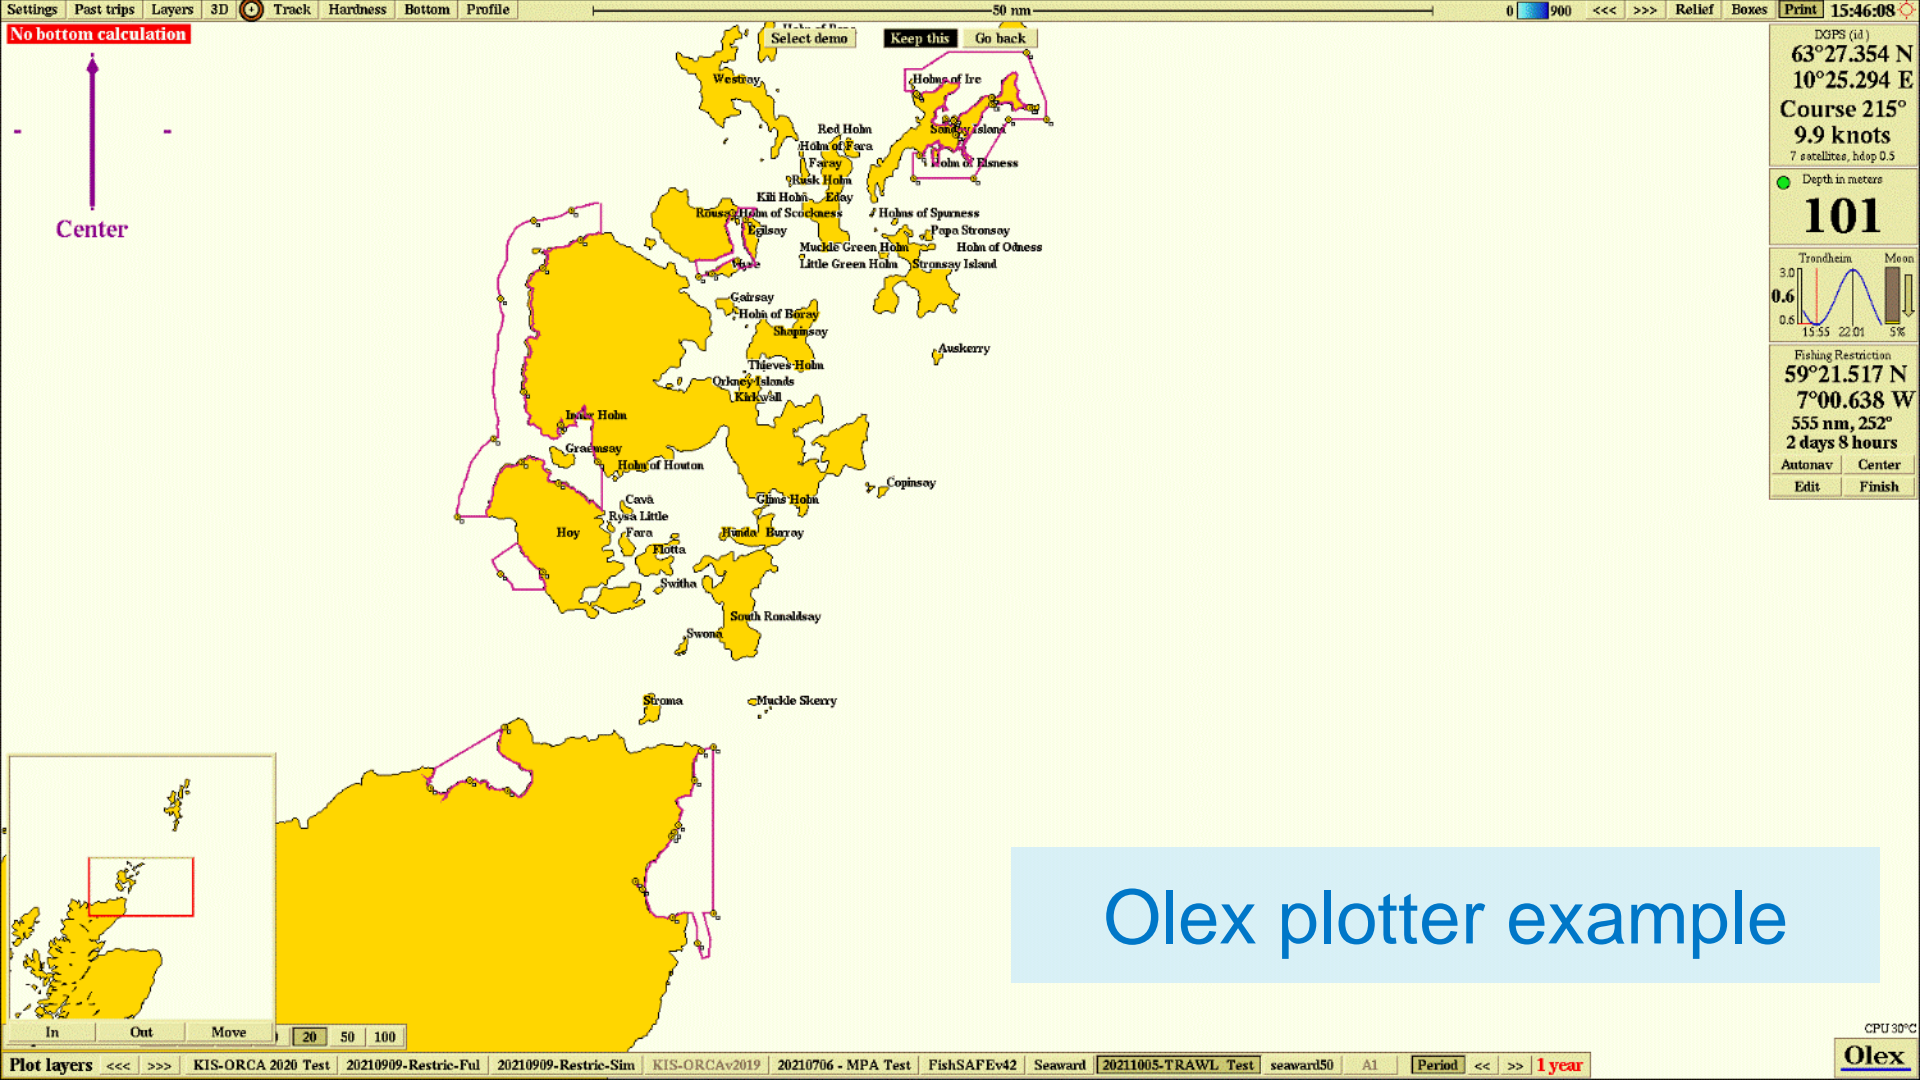 Settings Past trips Layers 3D Track Hardness Bottom Profile 50 nm 0 900 <<< >>> Relief Boxes Print 15:46:08
No bottom calculation
Select demo Keep this Go back
Center
DGPS (id)
63°27.354 N
10°25.294 E
Course 215°
9.9 knots
7 satellites, hdop 0.5
Depth in meters
101
Trondheim Moon
3.0
0.6
0.6
15:55 22:01 5%
Fishing Restriction
59°21.517 N
7°00.638 W
555 nm, 252°
2 days 8 hours
Autonav Center
Edit Finish
Westray
Holms of Ire
Red Holm
Sanday Island
Holm of Fara
Faray
Holm of Elsness
Rusk Holm
Kili Holm Eday
Rousay Holm of Scockness
Holms of Spurness
Egilsay
Papa Stronsay
Muckle Green Holm
Holm of Odness
Wyre
Little Green Holm
Stronsay Island
Gairsay
Holm of Boray
Shapinsay
Auskerry
Thieves Holm
Orkney Islands
Kirkwall
Inner Holm
Graemsay
Holm of Houton
Copinsay
Cava
Glims Holm
Rysa Little
Hoy
Fara
Hunda Burray
Flotta
Switha
South Ronaldsay
Swona
Stroma
Muckle Skerry
Olex plotter example
In Out Move
20 50 100
CPU 30°C
Plot layers <<< >>> KIS-ORCA 2020 Test 20210909-Restric-Ful 20210909-Restric-Sim KIS-ORCAv2019 20210706 - MPA Test FishSAFEv42 Seaward 20211005-TRAWL Test seaward50 A1 Period << >> 1 year
Olex